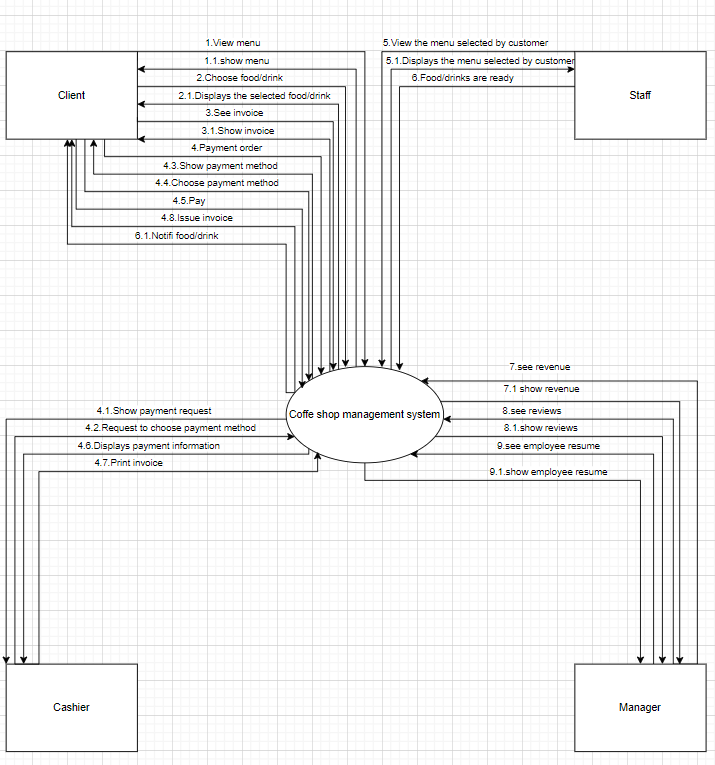 1.View menu
1.1.show menu
2.Choose food/drink
2.1.Displays the selected food/drink
3.See invoice
3.1.Show invoice
4.Payment order
4.3.Show payment method
4.4.Choose payment method
4.5.Pay
4.8.Issue invoice
6.1.Notifi food/drink
Client
5.View the menu selected by customer
5.1.Displays the menu selected by customer
6.Food/drinks are ready
Staff
Coffe shop management system
4.1.Show payment request
4.2.Request to choose payment method
4.6.Displays payment information
4.7.Print invoice
7.see revenue
7.1 show revenue
8.see reviews
8.1.show reviews
9.see employee resume
9.1.show employee resume
Cashier
Manager